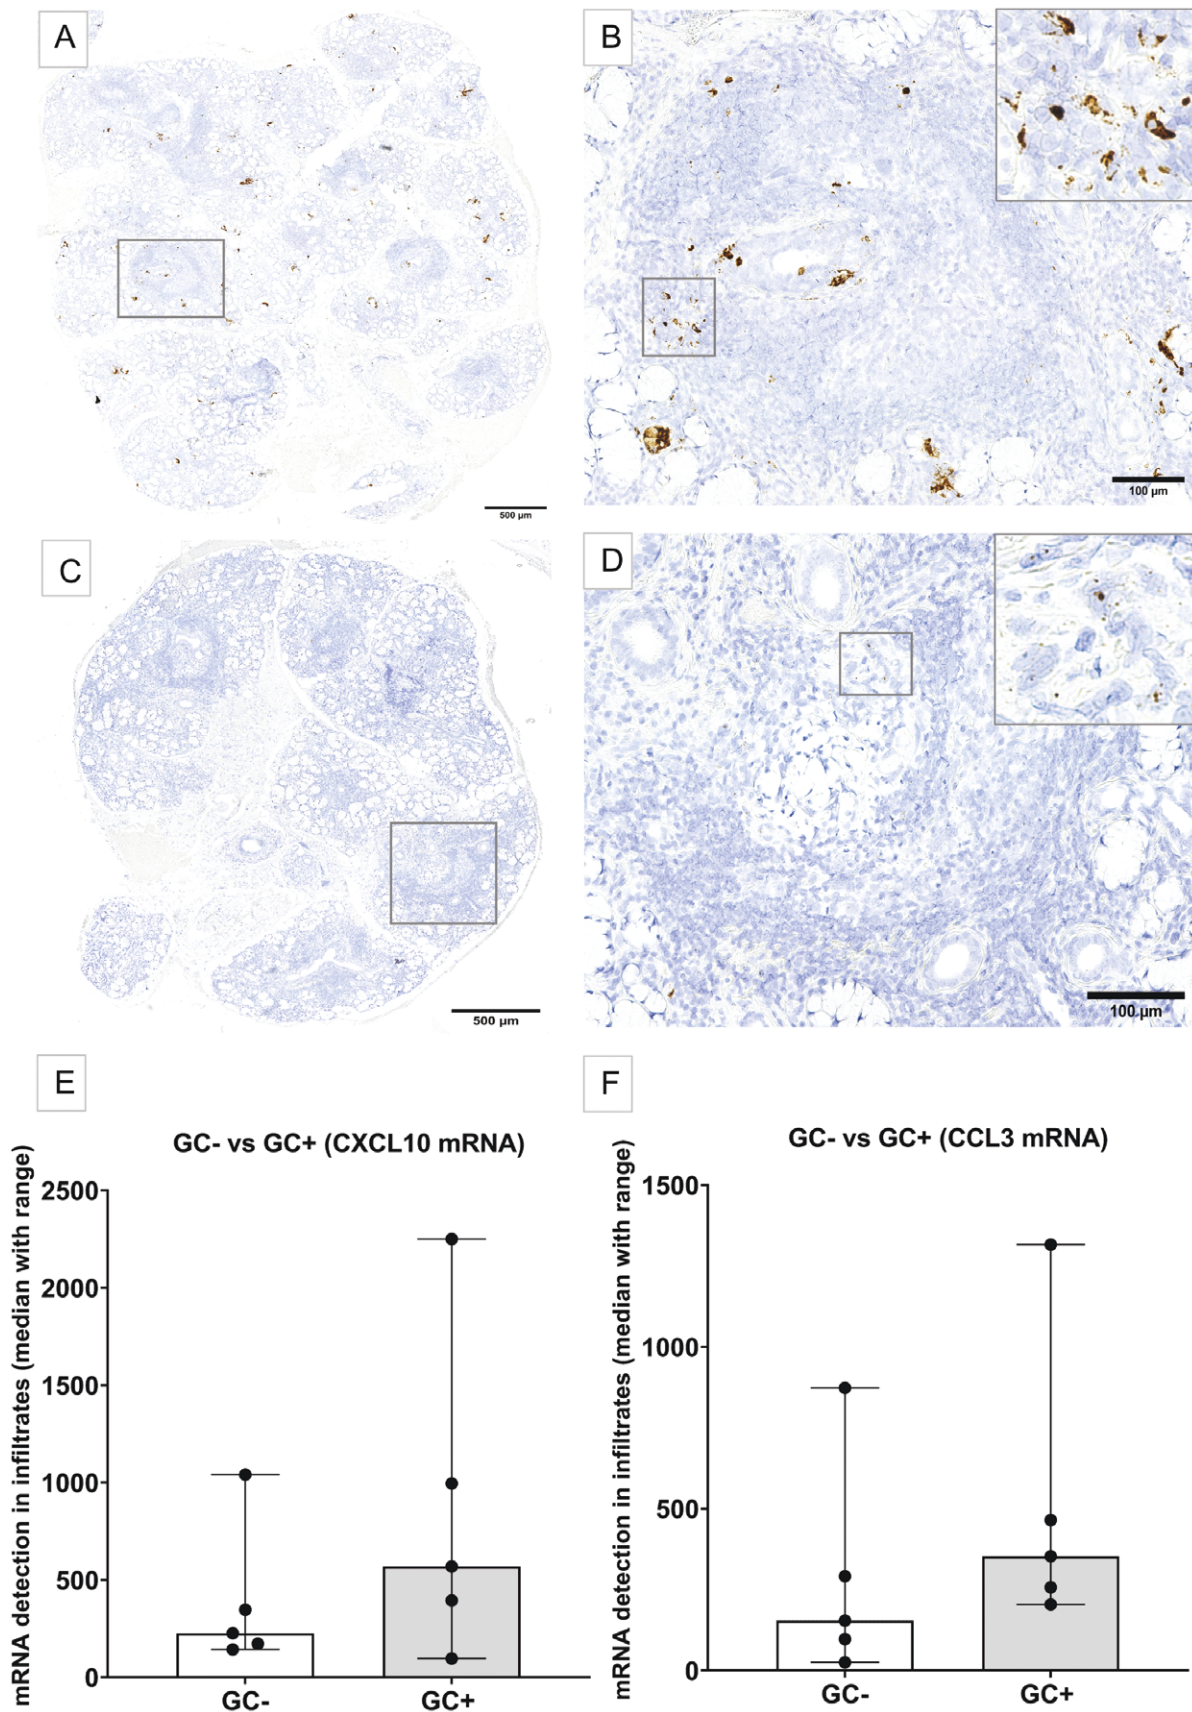 A
B
500 µm
100 µm
C
D
500 µm
100 µm
E
F
GC- vs GC+ (CXCL10 mRNA)
mRNA detection in infiltrates (median with range)
2500
2000
1500
1000
500
0
GC-
GC+
GC- vs GC+ (CCL3 mRNA)
mRNA detection in infiltrates (median with range)
1500
1000
500
0
GC-
GC+